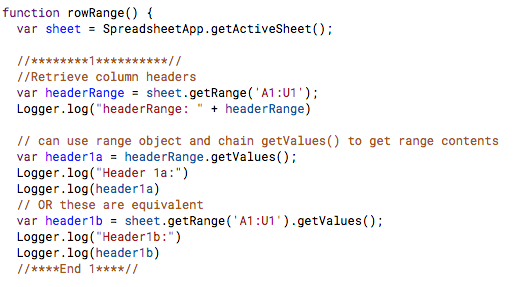 function rowRange() {
  var sheet = SpreadsheetApp.getActiveSheet();
  //********1**********//
  //Retrieve column headers
  var headerRange = sheet.getRange('A1:U1');
  Logger.log("headerRange: " + headerRange)
  // can use range object and chain getValues() to get range contents
  var header1a = headerRange.getValues();
  Logger.log("Header 1a:")
  Logger.log(header1a)
  // OR these are equivalent
  var header1b = sheet.getRange('A1:U1').getValues();
  Logger.log("Header1b:")
  Logger.log(header1b)
  //****End 1****//